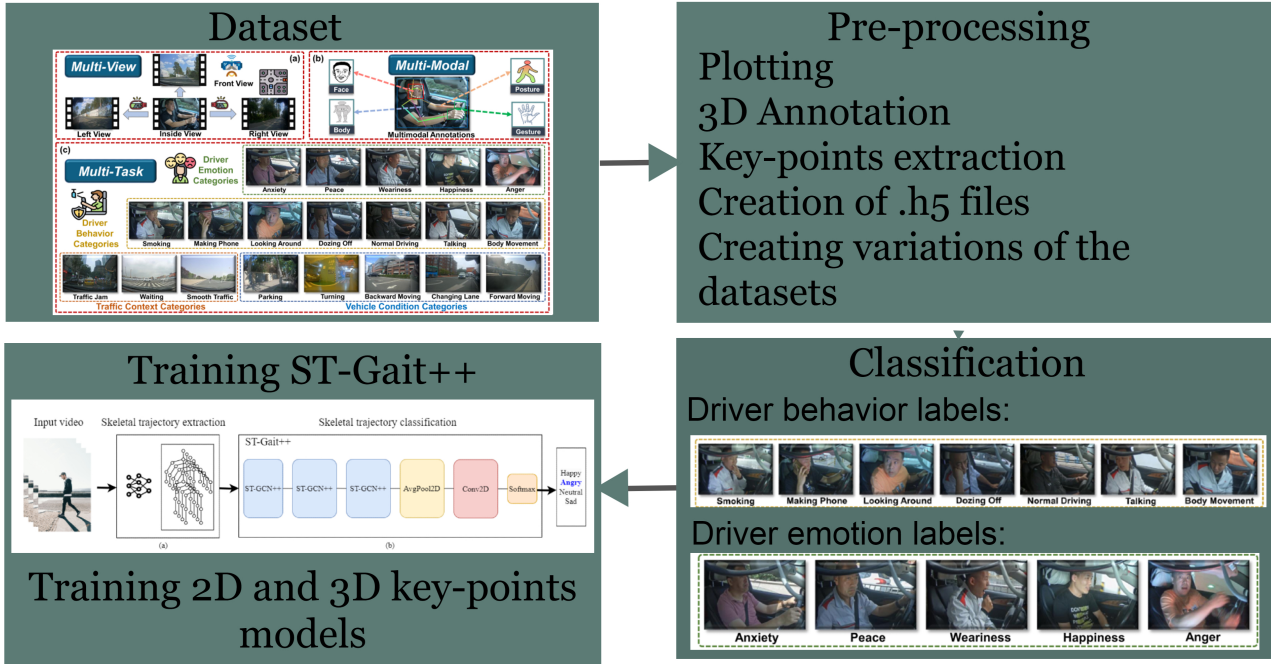 Dataset
Multi-View
(a)
Front View
Left View
Inside View
Right View
(b)
Multi-Modal
Face
Posture
Body
Gesture
Multimodal Annotations
(c)
Multi-Task
Driver
Emotion
Categories
Anxiety
Peace
Weariness
Happiness
Anger
Driver
Behavior
Categories
Smoking
Making Phone
Looking Around
Dozing Off
Normal Driving
Talking
Body Movement
Traffic Jam
Waiting
Smooth Traffic
Parking
Turning
Backward Moving
Changing Lane
Forward Moving
Traffic Context Categories
Vehicle Condition Categories
Pre-processing
Plotting
3D Annotation
Key-points extraction
Creation of .h5 files
Creating variations of the
datasets
Training ST-Gait++
Input video
Skeletal trajectory extraction
Skeletal trajectory classification
ST-Gait++
ST-GCN++
ST-GCN++
ST-GCN++
AvgPool2D
Conv2D
Softmax
Happy
Angry
Neutral
Sad
(a)
(b)
Training 2D and 3D key-points
models
Classification
Driver behavior labels:
Smoking
Making Phone
Looking Around
Dozing Off
Normal Driving
Talking
Body Movement
Driver emotion labels:
Anxiety
Peace
Weariness
Happiness
Anger